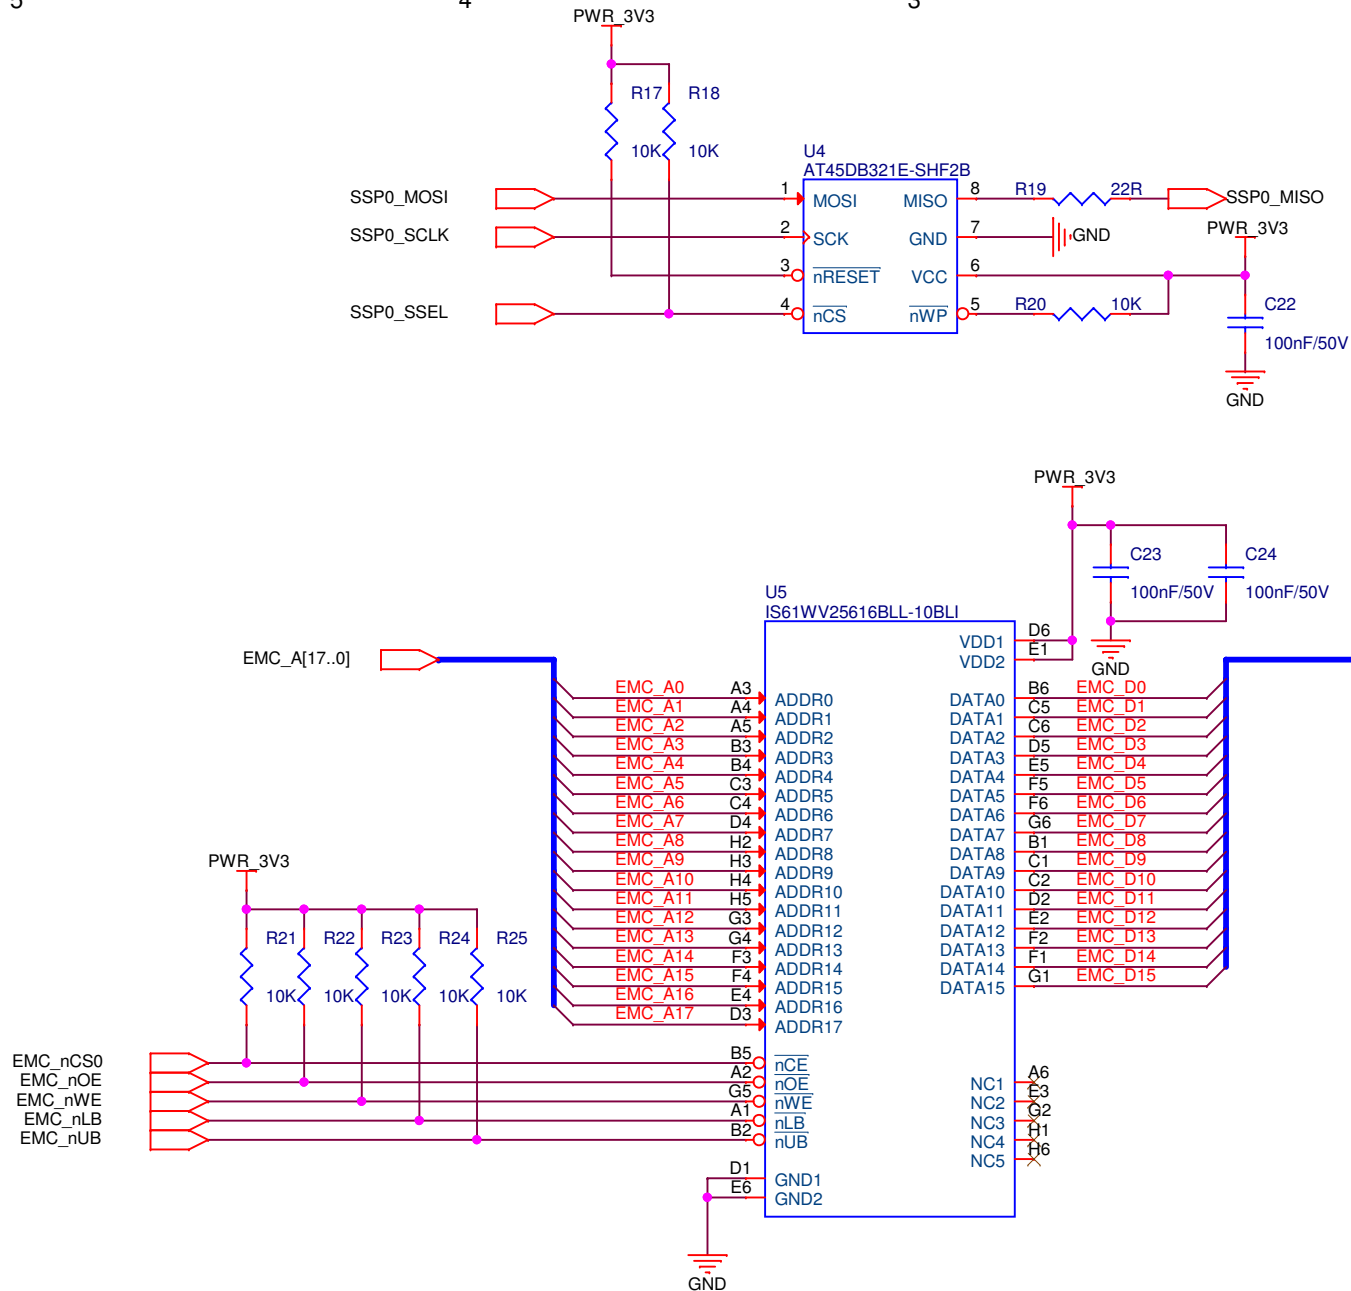 5 4 3
PWR_3V3
R17 R18
10K 10K
U4
AT45DB321E-SHF2B
SSP0_MOSI 1 MOSI MISO 8 R19 22R SSP0_MISO
SSP0_SCLK 2 SCK GND 7 GND PWR_3V3
3 nRESET VCC 6
SSP0_SSEL 4 nCS nWP 5 R20 10K C22
100nF/50V
GND
PWR_3V3
C23 C24
100nF/50V 100nF/50V
U5
IS61WV25616BLL-10BLI
VDD1 D6
EMC_A[17..0] VDD2 E1
GND
EMC_A0 A3 ADDR0 DATA0 B6 EMC_D0
EMC_A1 A4 ADDR1 DATA1 C5 EMC_D1
EMC_A2 A5 ADDR2 DATA2 C6 EMC_D2
EMC_A3 B3 ADDR3 DATA3 D5 EMC_D3
EMC_A4 B4 ADDR4 DATA4 E5 EMC_D4
EMC_A5 C3 ADDR5 DATA5 F5 EMC_D5
EMC_A6 C4 ADDR6 DATA6 F6 EMC_D6
EMC_A7 D4 ADDR7 DATA7 G6 EMC_D7
EMC_A8 H2 ADDR8 DATA8 B1 EMC_D8
EMC_A9 H3 ADDR9 DATA9 C1 EMC_D9
EMC_A10 H4 ADDR10 DATA10 C2 EMC_D10
EMC_A11 H5 ADDR11 DATA11 D2 EMC_D11
EMC_A12 G3 ADDR12 DATA12 E2 EMC_D12
EMC_A13 G4 ADDR13 DATA13 F2 EMC_D13
EMC_A14 F3 ADDR14 DATA14 F1 EMC_D14
EMC_A15 F4 ADDR15 DATA15 G1 EMC_D15
EMC_A16 E4 ADDR16
EMC_A17 D3 ADDR17
PWR_3V3
R21 R22 R23 R24 R25
10K 10K 10K 10K 10K
EMC_nCS0 B5 nCE
EMC_nOE A2 nOE NC1 A6
EMC_nWE G5 nWE NC2 E3
EMC_nLB A1 nLB NC3 G2
EMC_nUB B2 nUB NC4 H1
NC5 H6
D1 GND1
E6 GND2
GND